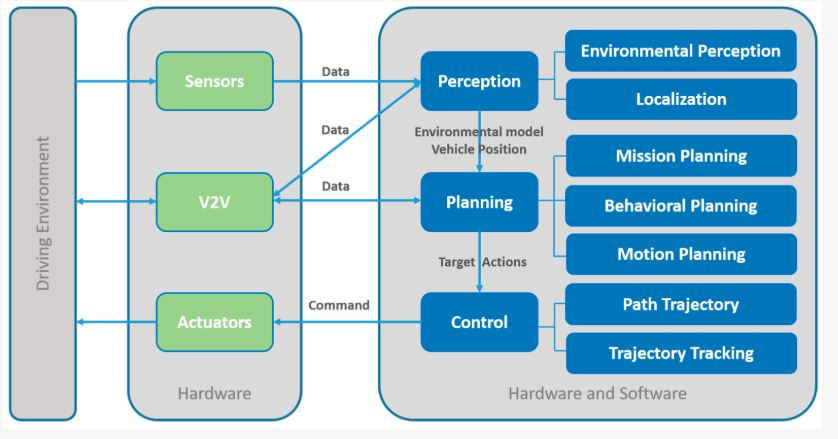 Driving Environment
Sensors
V2V
Actuators
Hardware
Data
Data
Data
Command
Perception
Environmental model
Vehicle Position
Planning
Target Actions
Control
Environmental Perception
Localization
Mission Planning
Behavioral Planning
Motion Planning
Path Trajectory
Trajectory Tracking
Hardware and Software